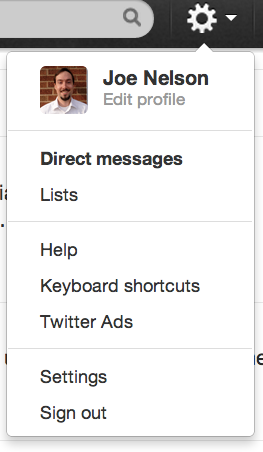 Joe Nelson
Edit profile
Direct messages
Lists
Help
Keyboard shortcuts
Twitter Ads
Settings
Sign out